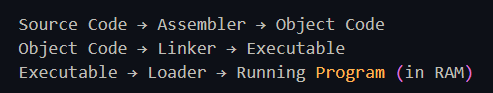 Source Code → Assembler → Object Code
Object Code → Linker → Executable
Executable → Loader → Running Program (in RAM)